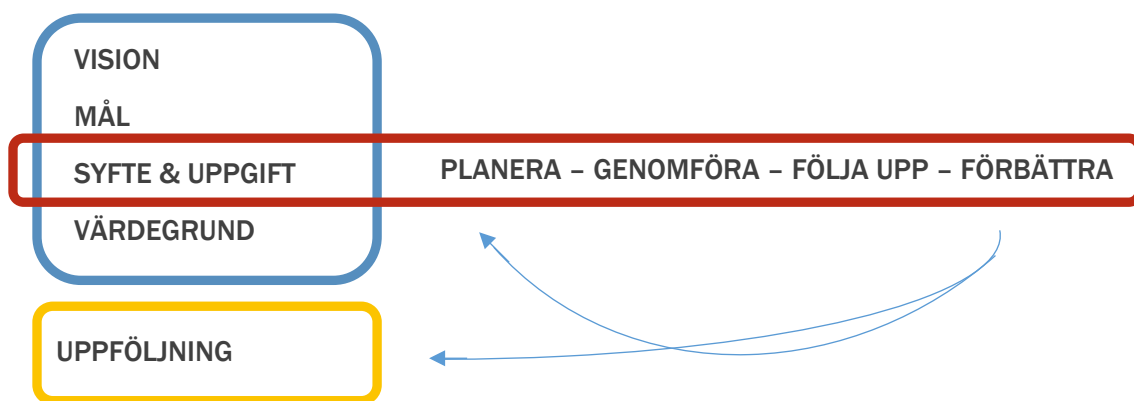 VISION
MÅL
SYFTE & UPPGIFT
PLANERA – GENOMFÖRA – FÖLJA UPP – FÖRBÄTTRA
VÄRDEGRUND
UPPFÖLJNING